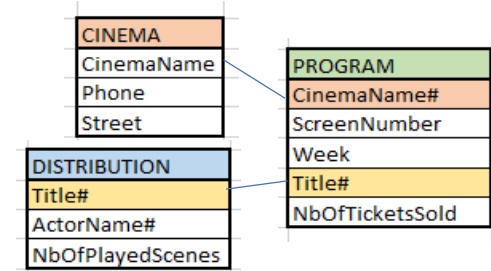 CINEMA
CinemaName
Phone
Street
DISTRIBUTION
Title#
ActorName#
NbOfPlayedScenes
PROGRAM
CinemaName#
ScreenNumber
Week
Title#
NbOfTicketsSold